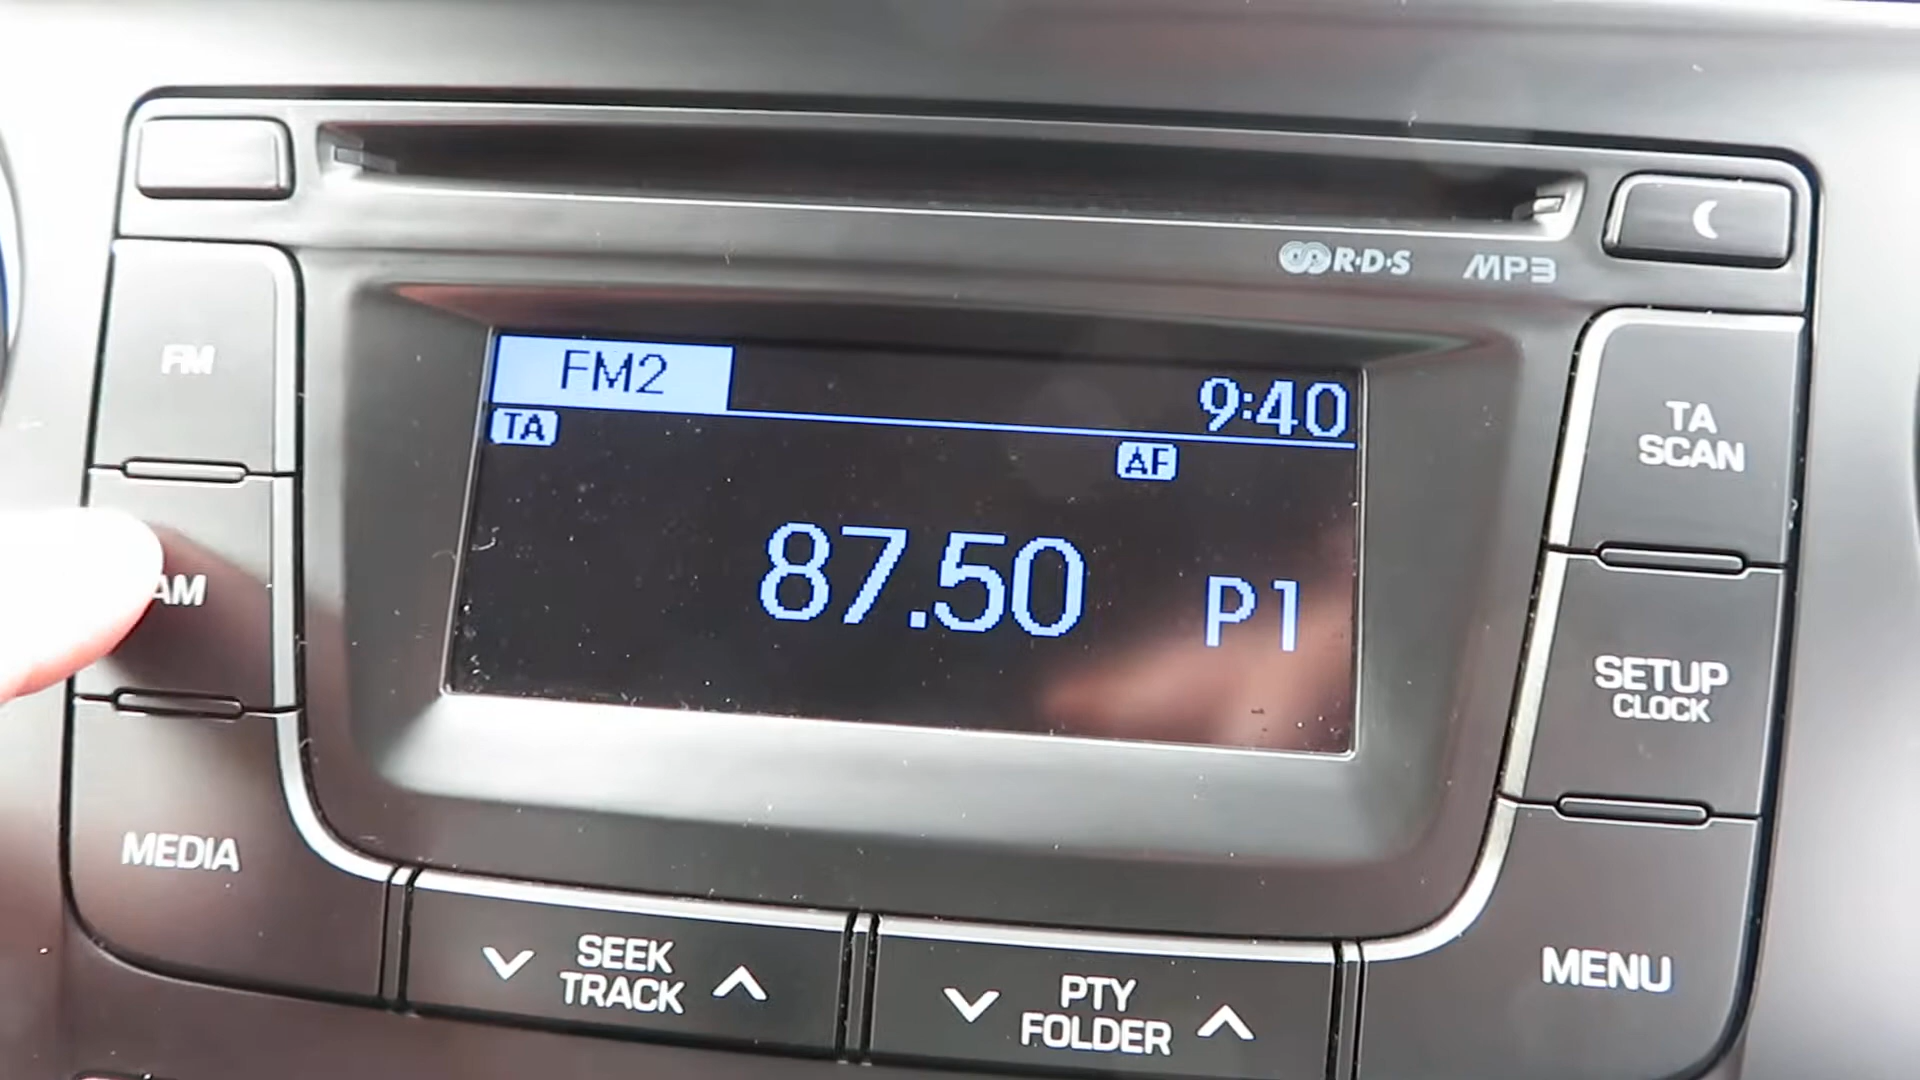 R·D·S
MP3
FM
FM2
9:40
TA
SCAN
TA
AF
87.50
P1
AM
SETUP
CLOCK
MEDIA
SEEK
TRACK
PTY
FOLDER
MENU